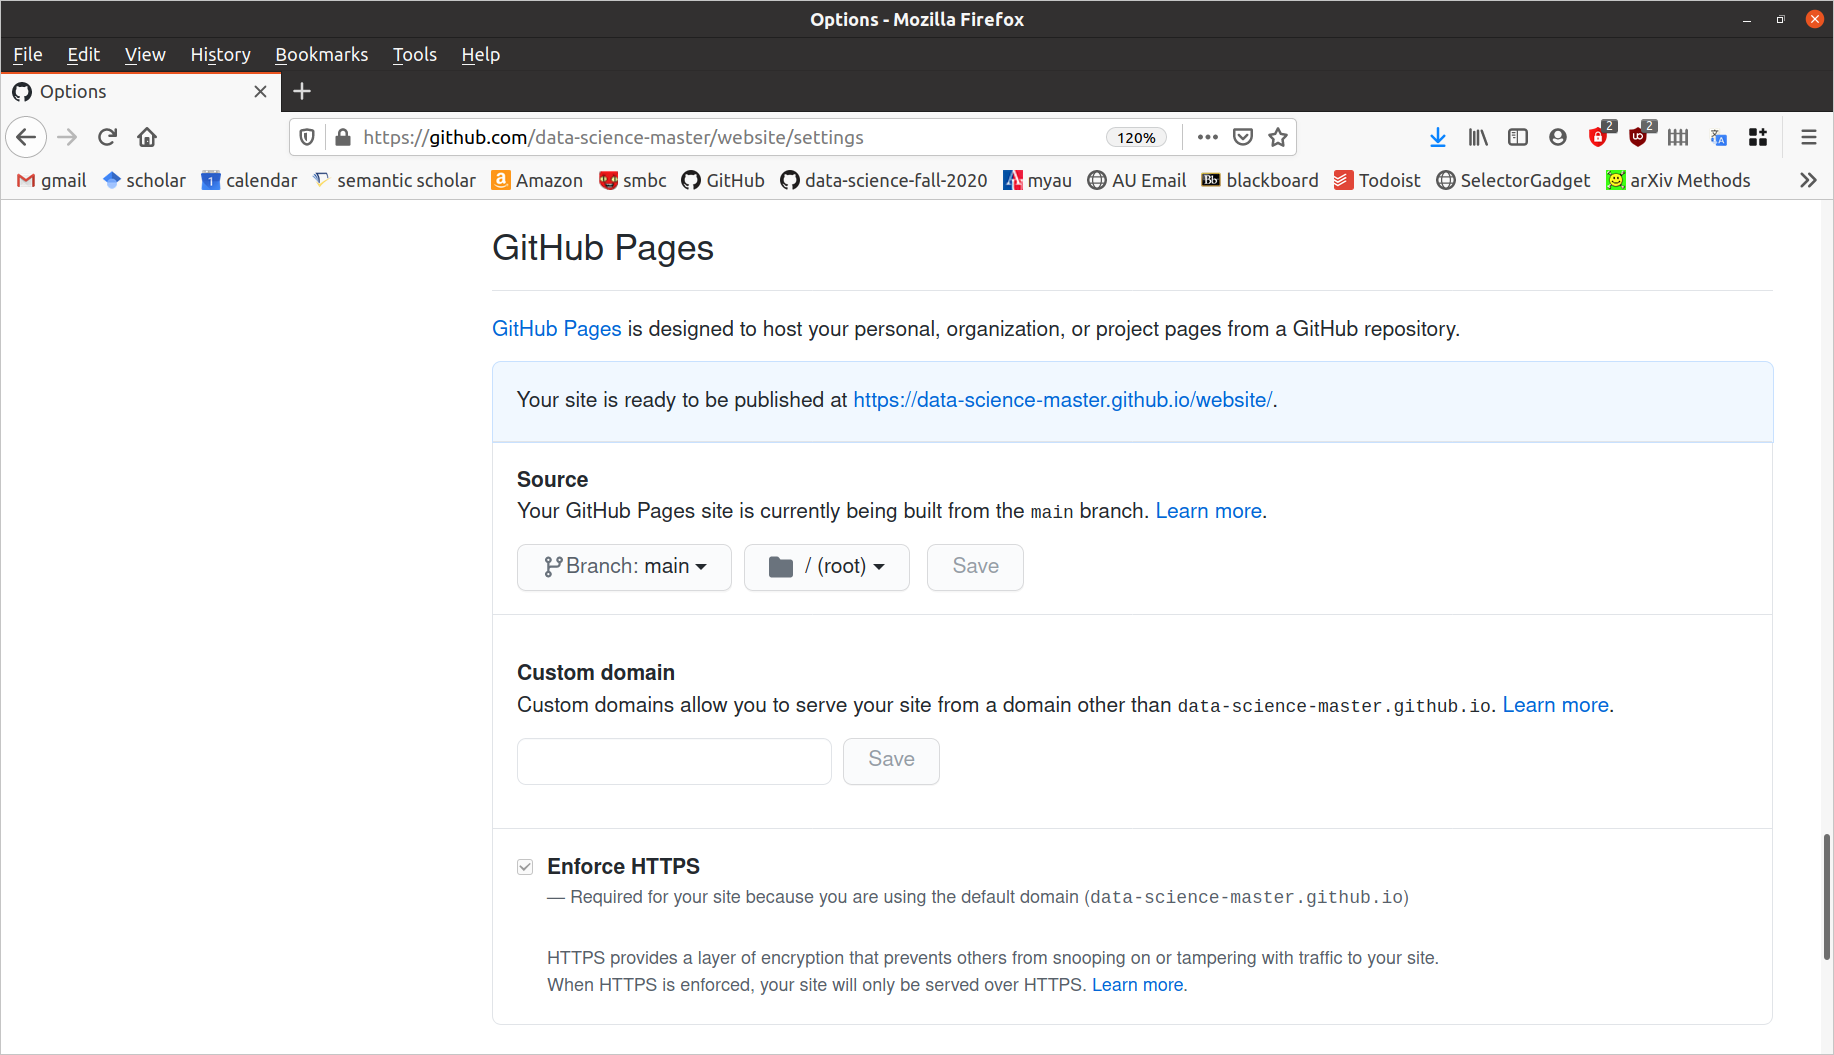 Options - Mozilla Firefox
File Edit View History Bookmarks Tools Help
Options
https://github.com/data-science-master/website/settings 120% 2 2
gmail scholar calendar semantic scholar Amazon smbc GitHub data-science-fall-2020 myau AU Email Bb blackboard Todoist SelectorGadget arXiv Methods
GitHub Pages
GitHub Pages is designed to host your personal, organization, or project pages from a GitHub repository.
Your site is ready to be published at https://data-science-master.github.io/website/.
Source
Your GitHub Pages site is currently being built from the main branch. Learn more.
Branch: main / (root) Save
Custom domain
Custom domains allow you to serve your site from a domain other than data-science-master.github.io. Learn more.
Save
Enforce HTTPS
— Required for your site because you are using the default domain (data-science-master.github.io)
HTTPS provides a layer of encryption that prevents others from snooping on or tampering with traffic to your site.
When HTTPS is enforced, your site will only be served over HTTPS. Learn more.